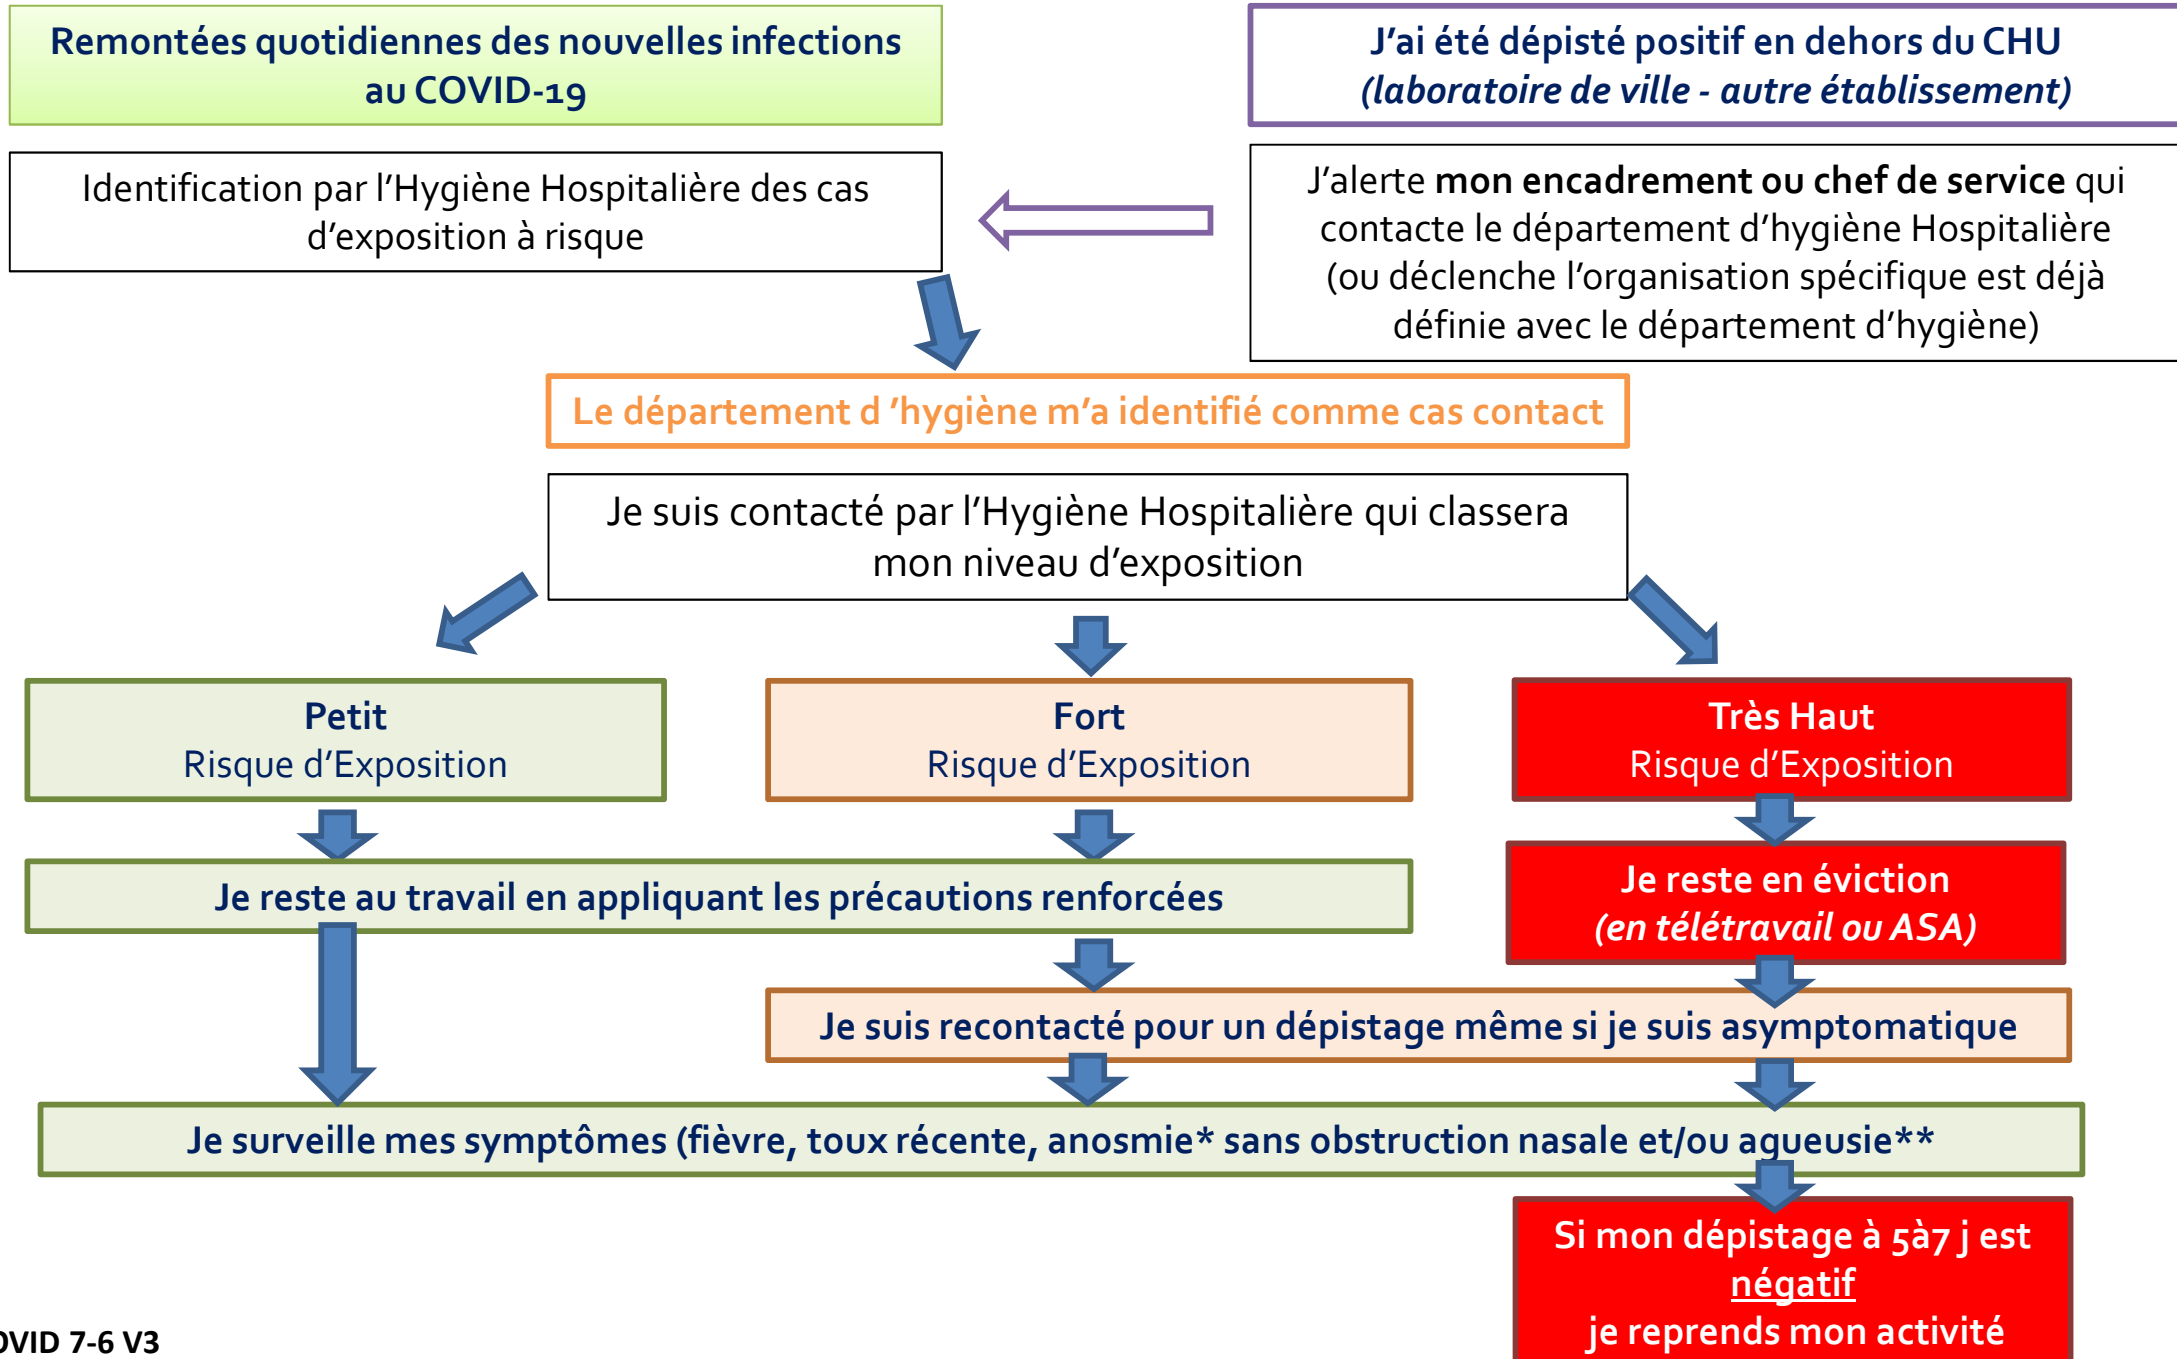 Remontées quotidiennes des nouvelles infections
au COVID-19
J'ai été dépisté positif en dehors du CHU
(laboratoire de ville - autre établissement)
Identification par l'Hygiène Hospitalière des cas
d'exposition à risque
J'alerte mon encadrement ou chef de service qui
contacte le département d'hygiène Hospitalière
(ou déclenche l'organisation spécifique est déjà
définie avec le département d'hygiène)
Le département d 'hygiène m'a identifié comme cas contact
Je suis contacté par l'Hygiène Hospitalière qui classera
mon niveau d'exposition
Petit
Risque d'Exposition
Fort
Risque d'Exposition
Très Haut
Risque d'Exposition
Je reste au travail en appliquant les précautions renforcées
Je reste en éviction
(en télétravail ou ASA)
Je suis recontacté pour un dépistage même si je suis asymptomatique
Je surveille mes symptômes (fièvre, toux récente, anosmie* sans obstruction nasale et/ou agueusie**
Si mon dépistage à 5à7 j est
négatif
je reprends mon activité
OVID 7-6 V3